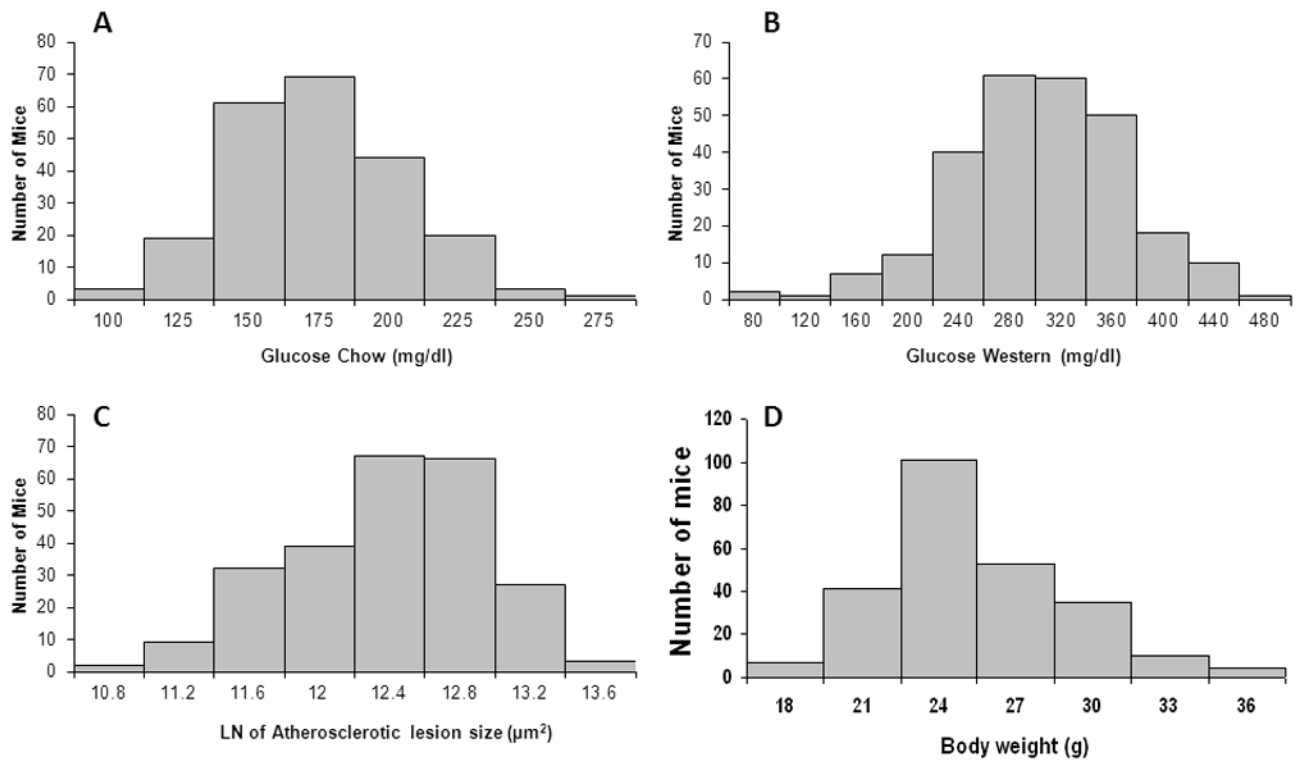 A
Number of Mice
80
70
60
50
40
30
20
10
0
100 125 150 175 200 225 250 275
Glucose Chow (mg/dl)
B
Number of Mice
70
60
50
40
30
20
10
0
80 120 160 200 240 280 320 360 400 440 480
Glucose Western (mg/dl)
C
Number of Mice
80
70
60
50
40
30
20
10
0
10.8 11.2 11.6 12 12.4 12.8 13.2 13.6
LN of Atherosclerotic lesion size (µm²)
D
Number of mice
120
100
80
60
40
20
0
18 21 24 27 30 33 36
Body weight (g)